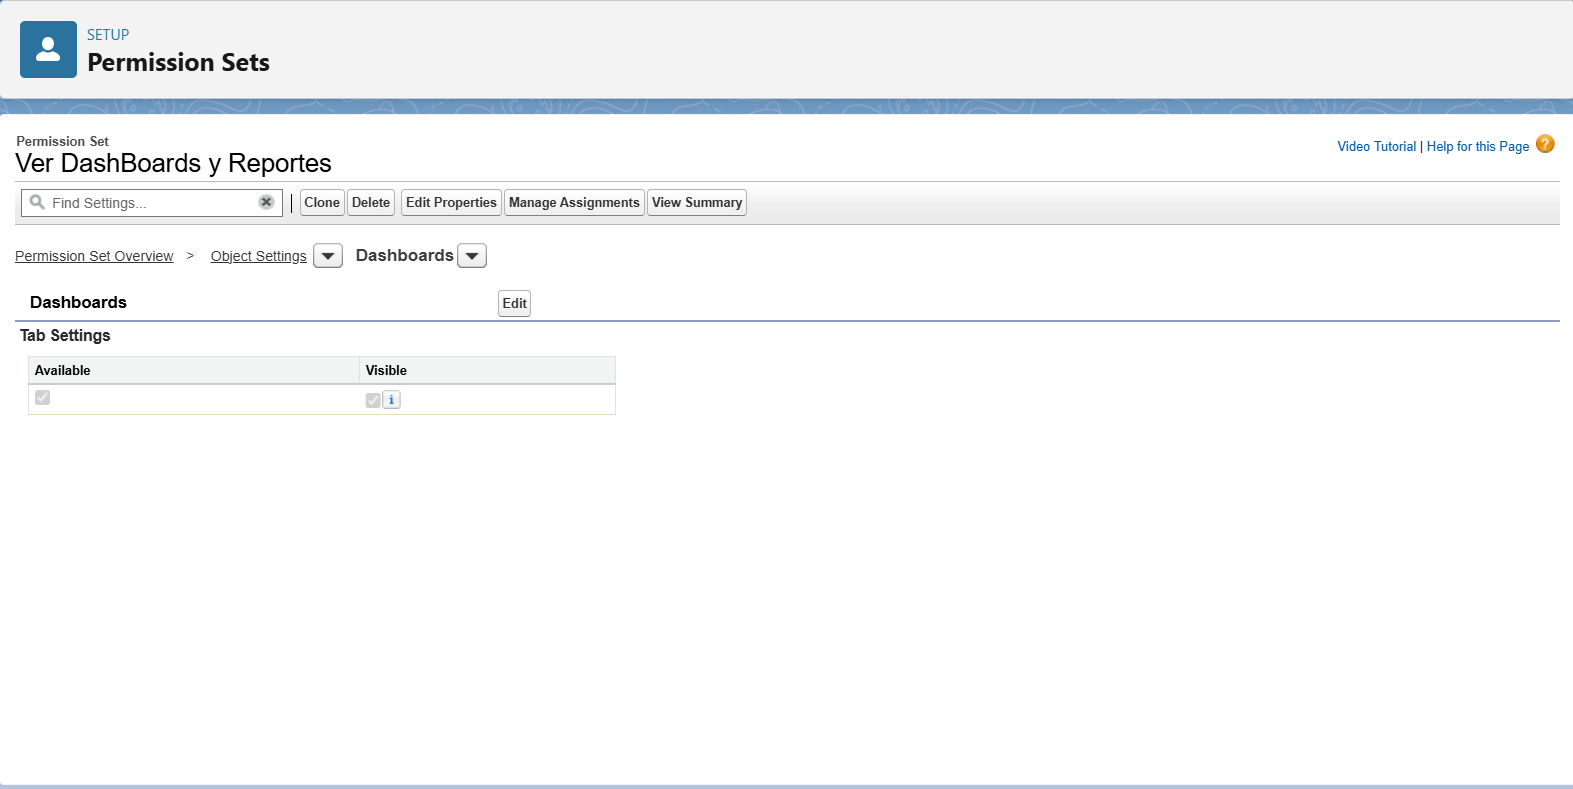 SETUP
Permission Sets
Permission Set
Ver DashBoards y Reportes
Video Tutorial | Help for this Page ?
Find Settings... Clone Delete Edit Properties Manage Assignments View Summary
Permission Set Overview > Object Settings Dashboards
Dashboards Edit
Tab Settings
Available Visible
i